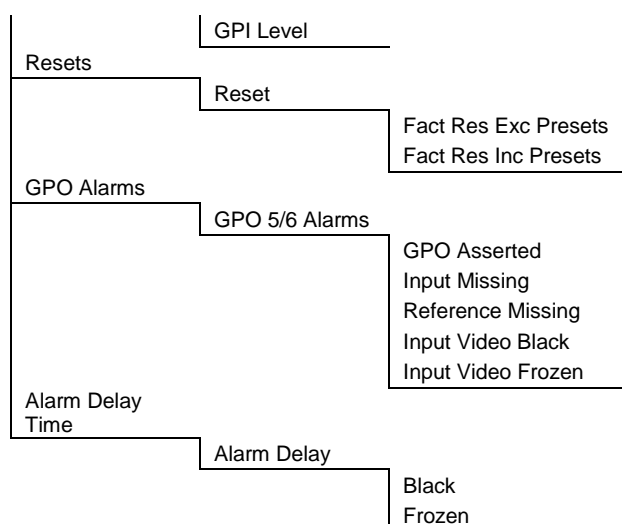 GPI Level
Resets
Reset
Fact Res Exc Presets
Fact Res Inc Presets
GPO Alarms
GPO 5/6 Alarms
GPO Asserted
Input Missing
Reference Missing
Input Video Black
Input Video Frozen
Alarm Delay
Time
Alarm Delay
Black
Frozen